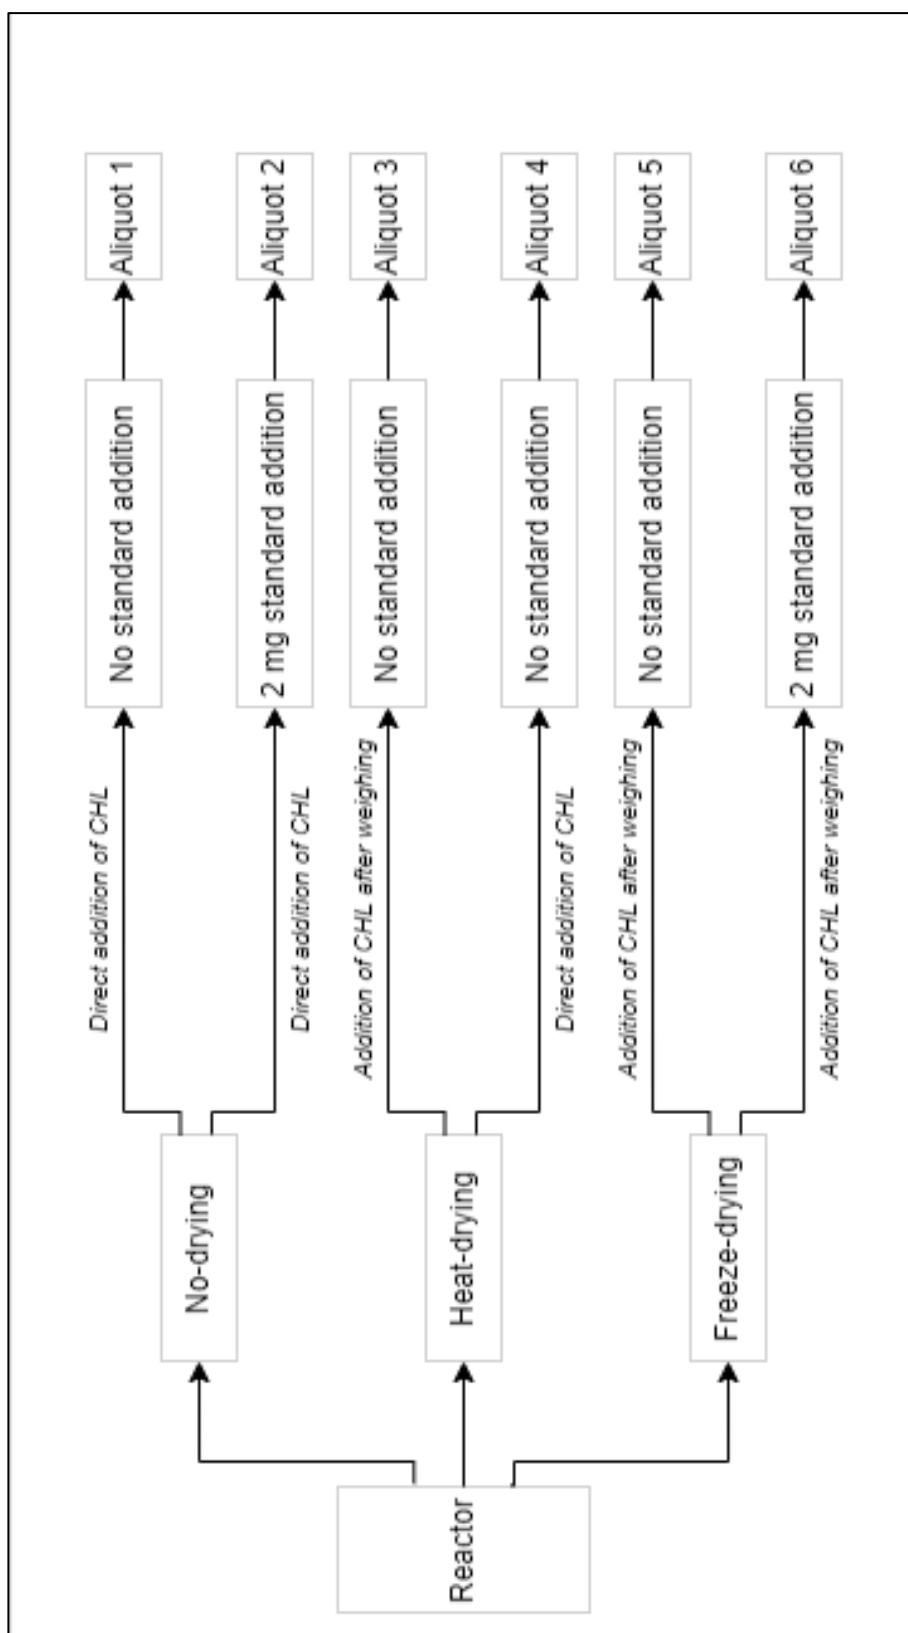 Reactor
No-drying
Heat-drying
Freeze-drying
Direct addition of CHL
Direct addition of CHL
Addition of CHL after weighing
Direct addition of CHL
Addition of CHL after weighing
Addition of CHL after weighing
No standard addition
2 mg standard addition
No standard addition
No standard addition
No standard addition
2 mg standard addition
Aliquot 1
Aliquot 2
Aliquot 3
Aliquot 4
Aliquot 5
Aliquot 6